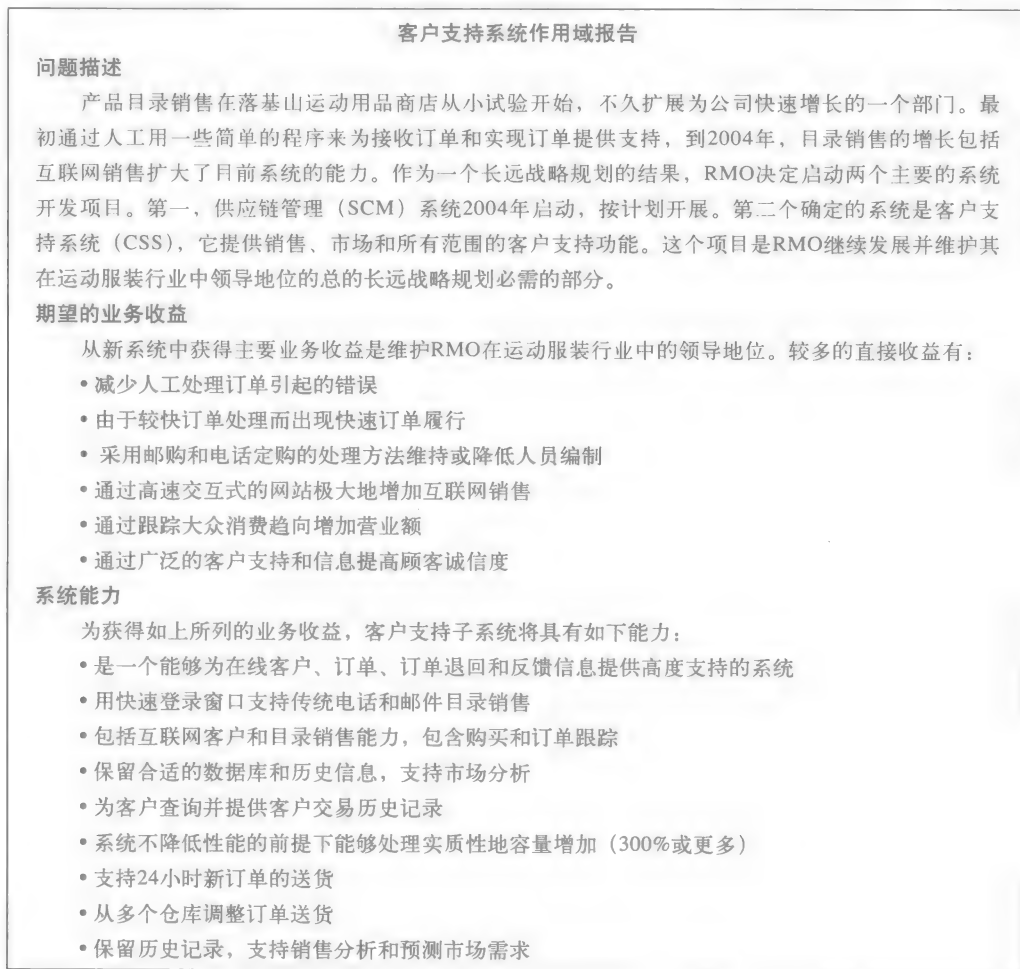 客户支持系统作用域报告
问题描述
产品目录销售在落基山运动用品商店从小试验开始，不久扩展为公司快速增长的一个部门。最
初通过人工用一些简单的程序来为接收订单和实现订单提供支持，到2004年，目录销售的增长包括
互联网销售扩大了目前系统的能力。作为一个长远战略规划的结果，RMO决定启动两个主要的系统
开发项目。第一，供应链管理（SCM）系统2004年启动，按计划开展。第二个确定的系统是客户支
持系统（CSS），它提供销售、市场和所有范围的客户支持功能。这个项目是RMO继续发展并维护其
在运动服装行业中领导地位的总的长远战略规划必需的部分。
期望的业务收益
从新系统中获得主要业务收益是维护RMO在运动服装行业中的领导地位。较多的直接收益有：
• 减少人工处理订单引起的错误
• 由于较快订单处理而出现快速订单履行
• 采用邮购和电话定购的处理方法维持或降低人员编制
• 通过高速交互式的网站极大地增加互联网销售
• 通过跟踪大众消费趋向增加营业额
• 通过广泛的客户支持和信息提高顾客诚信度
系统能力
为获得如上所列的业务收益，客户支持子系统将具有如下能力：
• 是一个能够为在线客户、订单、订单退回和反馈信息提供高度支持的系统
• 用快速登录窗口支持传统电话和邮件目录销售
• 包括互联网客户和目录销售能力，包含购买和订单跟踪
• 保留合适的数据库和历史信息，支持市场分析
• 为客户查询并提供客户交易历史记录
• 系统不降低性能的前提下能够处理实质性地容量增加（300%或更多）
• 支持24小时新订单的送货
• 从多个仓库调整订单送货
• 保留历史记录，支持销售分析和预测市场需求